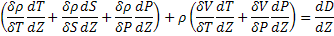 (δρ/δT dT/dZ + δρ/δS dS/dZ + δρ/δP dP/dZ) + ρ (δV/δT dT/dZ + δV/δP dP/dZ) = dD/dZ